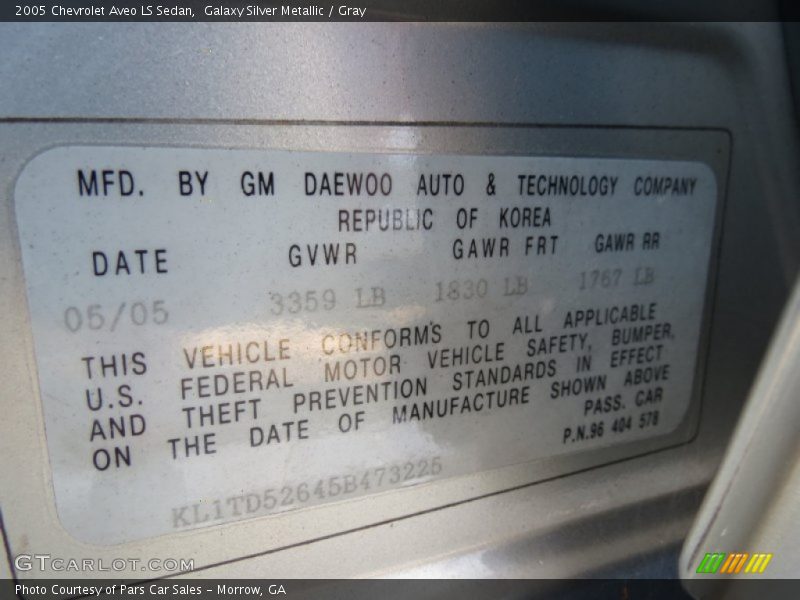 2005 Chevrolet Aveo LS Sedan,  Galaxy Silver Metallic / Gray
MFD. BY GM DAEWOO AUTO & TECHNOLOGY COMPANY
REPUBLIC OF KOREA
DATE GVWR GAWR FRT GAWR RR
05/05 3359 LB 1830 LB 1767 LB
THIS VEHICLE CONFORM'S TO ALL APPLICABLE
U.S. FEDERAL MOTOR VEHICLE SAFETY, BUMPER,
AND THEFT PREVENTION STANDARDS IN EFFECT
ON THE DATE OF MANUFACTURE SHOWN ABOVE
PASS. CAR
P.N.96 404 578
KL1TD52645B473225
GTCARLOT.COM
Photo Courtesy of Pars Car Sales – Morrow, GA